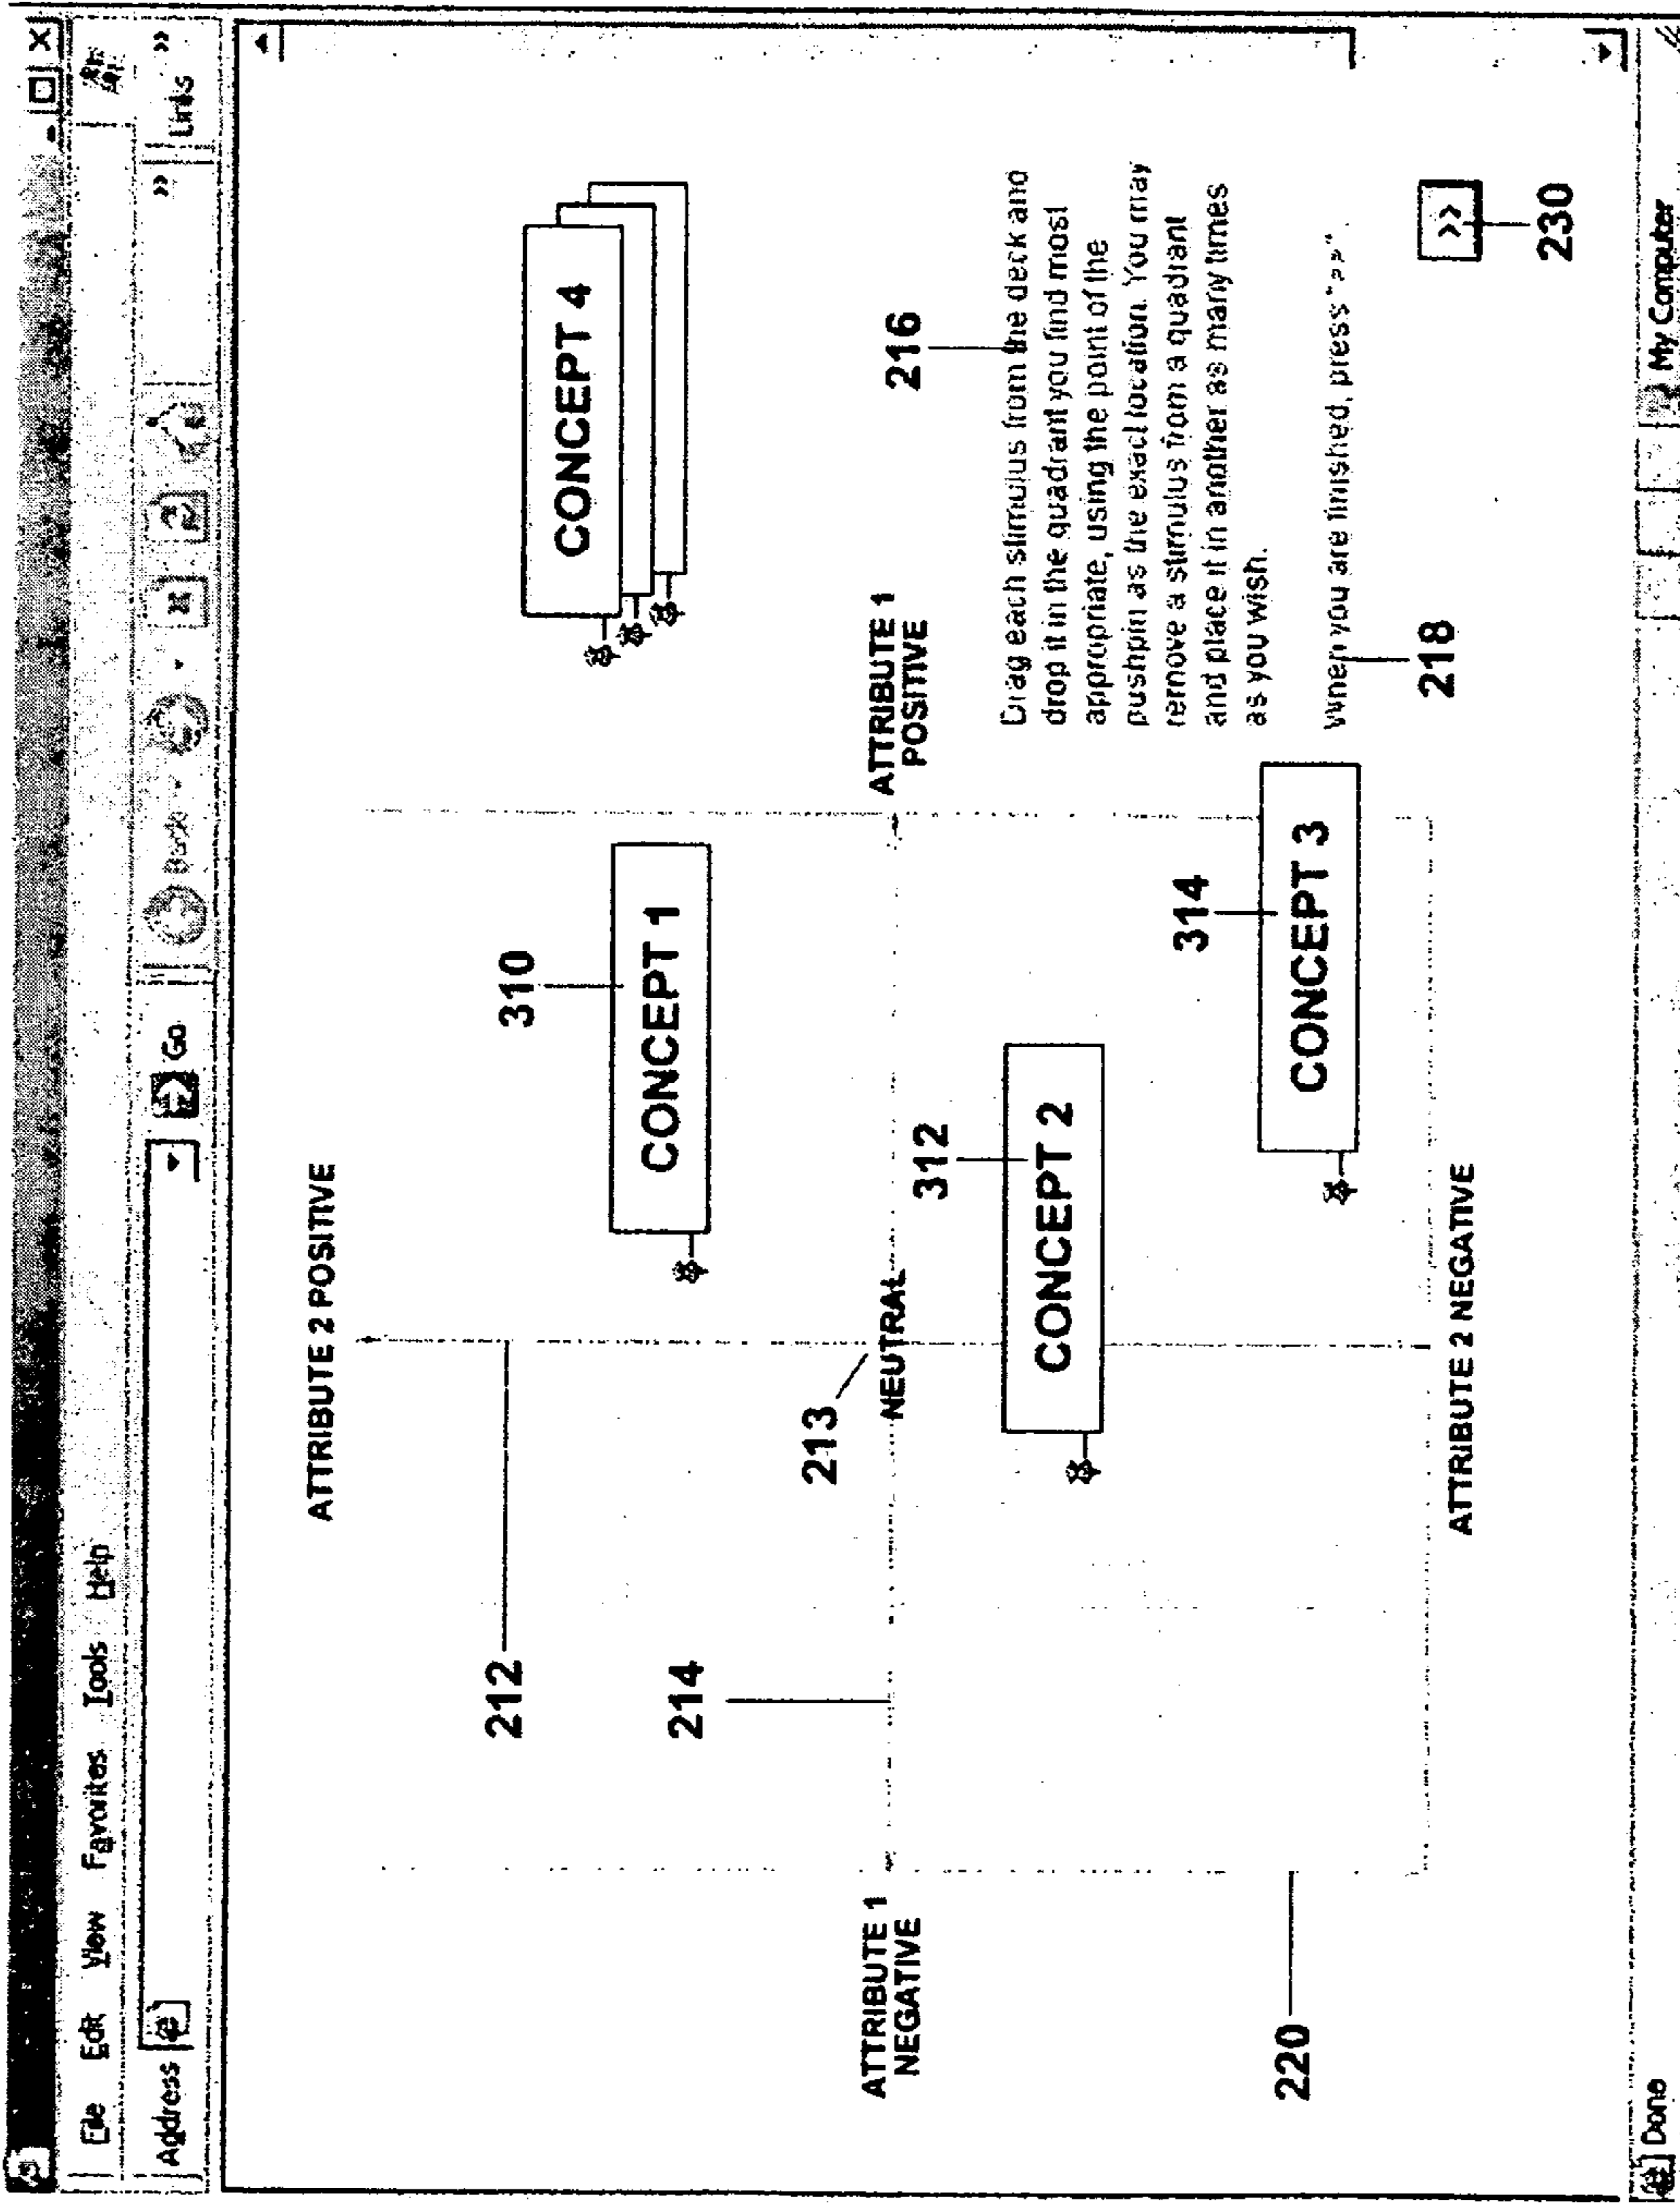 File Edit View Favorites Tools Help
Address
Go
Back
Links
ATTRIBUTE 2 POSITIVE
212
310
CONCEPT 1
CONCEPT 4
214
213
NEUTRAL
ATTRIBUTE 1
NEGATIVE
ATTRIBUTE 1
POSITIVE
216
312
CONCEPT 2
Drag each stimulus from the deck and
drop it in the quadrant you find most
appropriate, using the point of the
pushpin as the exact location. You may
remove a stimulus from a quadrant
and place it in another as many times
as you wish.
314
CONCEPT 3
When you are finished, press ">>".
218
220
>>
230
ATTRIBUTE 2 NEGATIVE
Done
My Computer